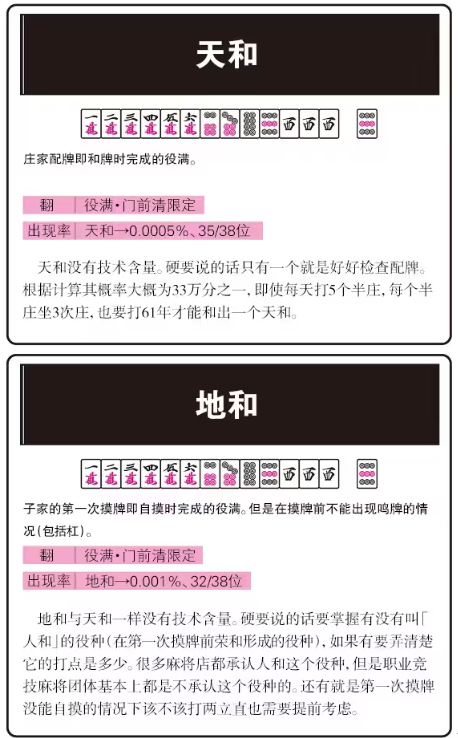 天和
一萬 二萬 三萬 四萬 五萬 六萬 西 西 西
庄家配牌即和牌时完成的役满。
翻 役满·门前清限定
出现率 天和→0.0005%、35/38位
天和没有技术含量。硬要说的话只有一个就是好好检查配牌。
根据计算其概率大概为33万分之一，即使每天打5个半庄，每个半
庄坐3次庄，也要打61年才能和出一个天和。
地和
一萬 二萬 三萬 四萬 五萬 六萬 西 西 西
子家的第一次摸牌即自摸时完成的役满。但是在摸牌前不能出现鸣牌的情
况(包括杠)。
翻 役满·门前清限定
出现率 地和→0.001%、32/38位
地和与天和一样没有技术含量。硬要说的话要掌握有没有叫「
人和」的役种(在第一次摸牌前荣和形成的役种)，如果有要弄清楚
它的打点是多少。很多麻将店都承认人和这个役种，但是职业竞
技麻将团体基本上都是不承认这个役种的。还有就是第一次摸牌
没能自摸的情况下该不该打两立直也需要提前考虑。